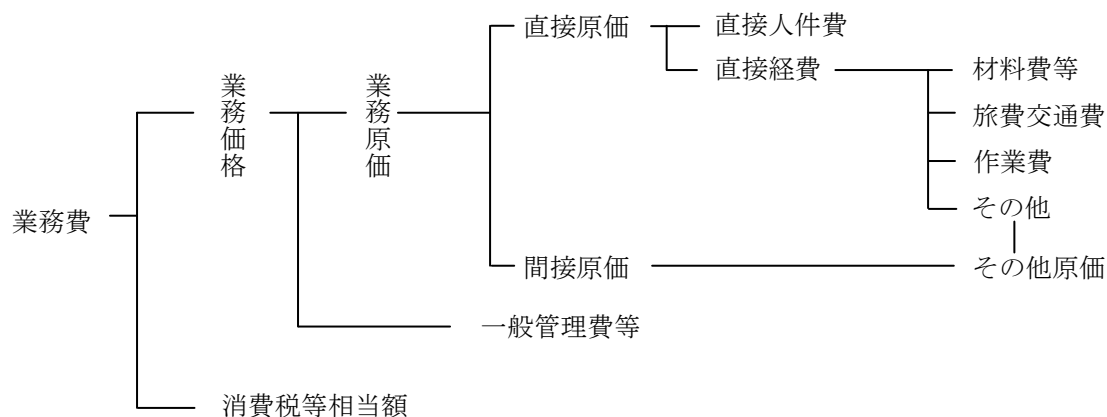 直接原価
直接人件費
直接経費
材料費等
旅費交通費
作業費
その他
業務価格
業務原価
業務費
間接原価
その他原価
一般管理費等
消費税等相当額